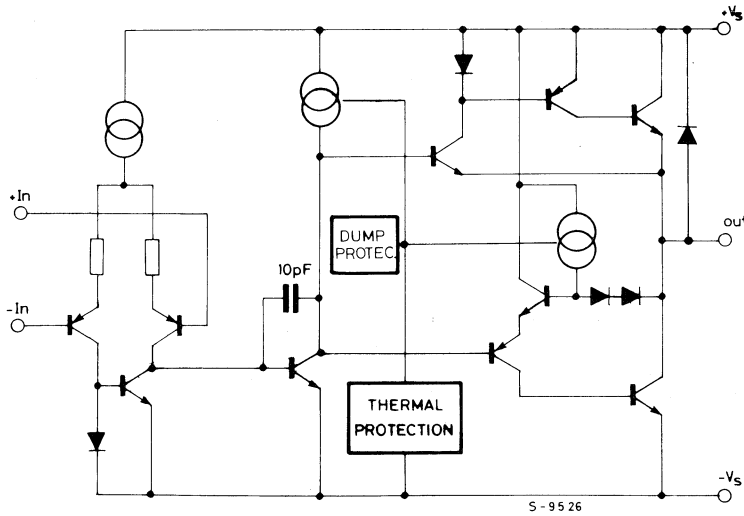 +Vs
+In
out
DUMP
PROTEC.
10pF
-In
THERMAL
PROTECTION
-Vs
S-9526